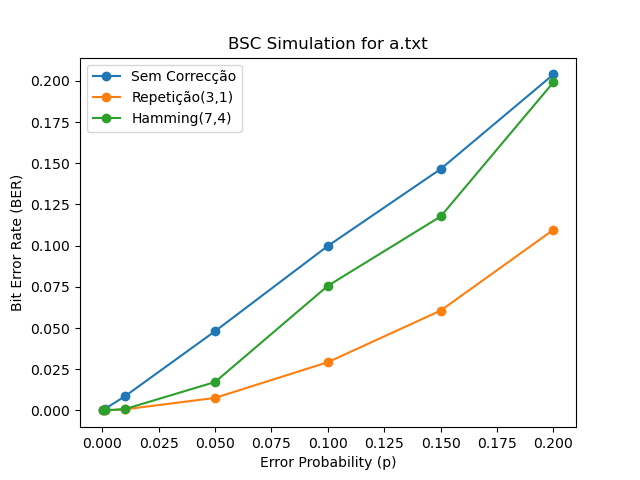 BSC Simulation for a.txt
Sem Correcção
Repetição(3,1)
Hamming(7,4)
Bit Error Rate (BER)
0.200
0.175
0.150
0.125
0.100
0.075
0.050
0.025
0.000
0.000 0.025 0.050 0.075 0.100 0.125 0.150 0.175 0.200
Error Probability (p)